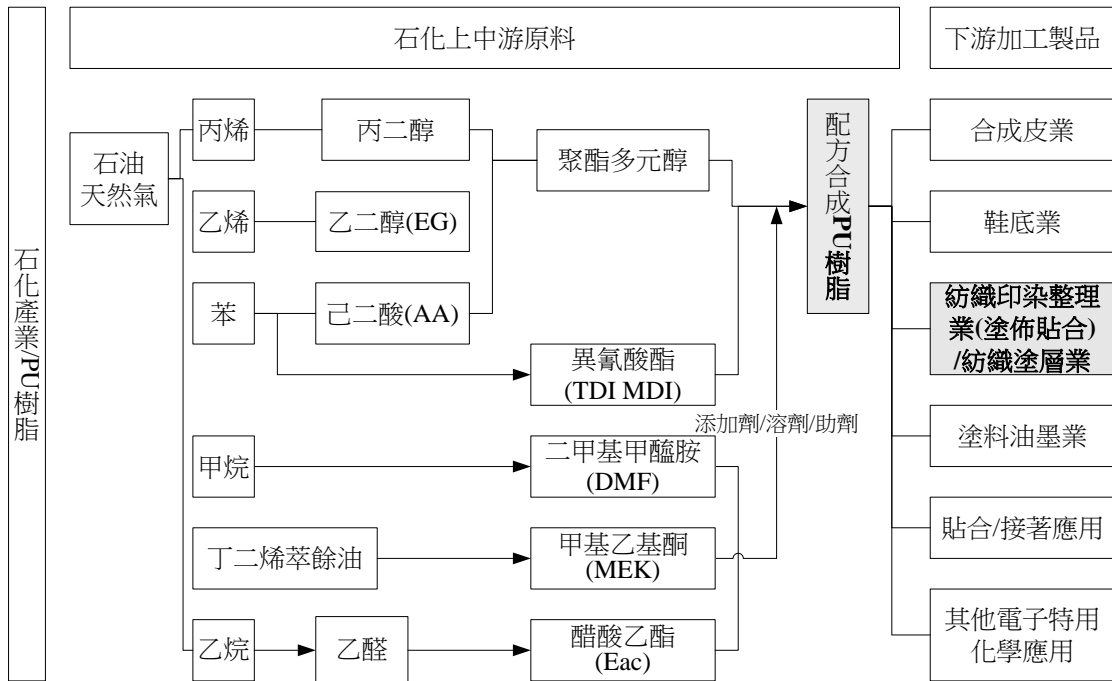 石化上中游原料
下游加工製品
石化產業/PU樹脂
石油
天然氣
丙烯
丙二醇
聚酯多元醇
乙烯
乙二醇(EG)
苯
己二酸(AA)
異氰酸酯
(TDI MDI)
添加劑/溶劑/助劑
甲烷
二甲基甲醯胺
(DMF)
丁二烯萃餘油
甲基乙基酮
(MEK)
乙烷
乙醛
醋酸乙酯
(Eac)
配方合成PU樹脂
合成皮業
鞋底業
紡織印染整理
業(塗佈貼合)
/紡織塗層業
塗料油墨業
貼合/接著應用
其他電子特用
化學應用